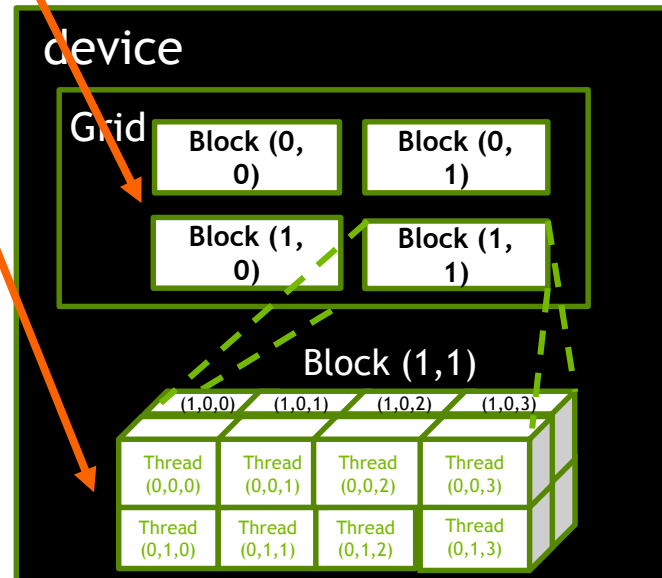 device
Grid
Block (0,
0)
Block (0,
1)
Block (1,
0)
Block (1,
1)
Block (1,1)
(1,0,0) (1,0,1) (1,0,2) (1,0,3)
Thread
(0,0,0)
Thread
(0,0,1)
Thread
(0,0,2)
Thread
(0,0,3)
Thread
(0,1,0)
Thread
(0,1,1)
Thread
(0,1,2)
Thread
(0,1,3)